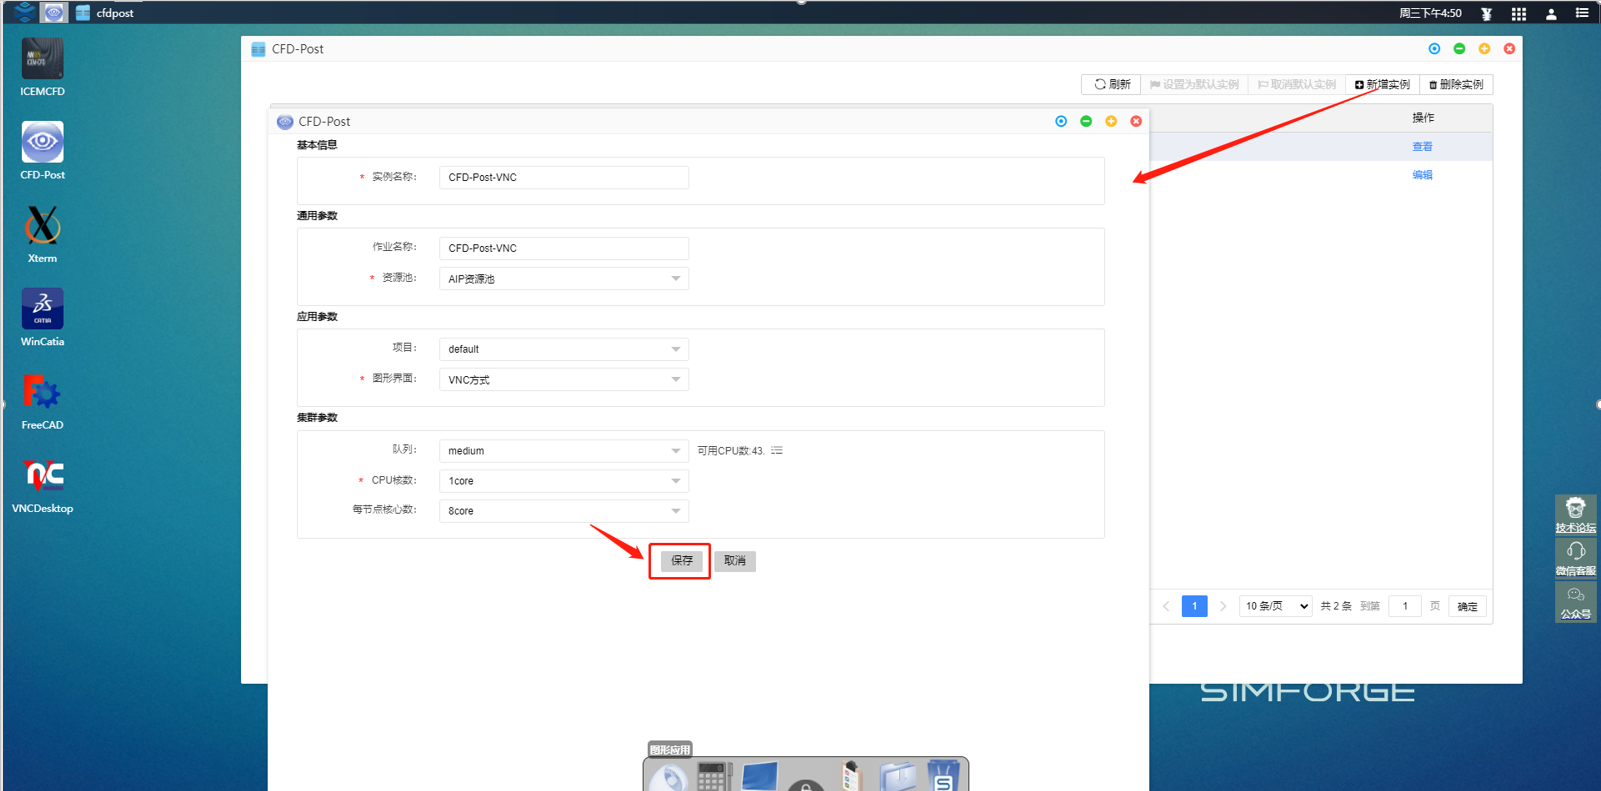 cfdpost
周三下午4:50
ICEMCFD
CFD-Post
Xterm
CATIA
WinCatia
FreeCAD
VNCDesktop
CFD-Post
刷新 设置为默认实例 取消默认实例 新增实例 删除实例
操作
查看
编辑
CFD-Post
基本信息
* 实例名称: CFD-Post-VNC
通用参数
作业名称: CFD-Post-VNC
* 资源池: AIP资源池
应用参数
项目: default
* 图形界面: VNC方式
集群参数
队列: medium 可用CPU数:43.
* CPU核数: 1core
每节点核心数: 8core
保存 取消
1 10 条/页 共 2 条 到第 1 页 确定
技术论坛
微信客服
公众号
SIMFORGE
图形应用
S